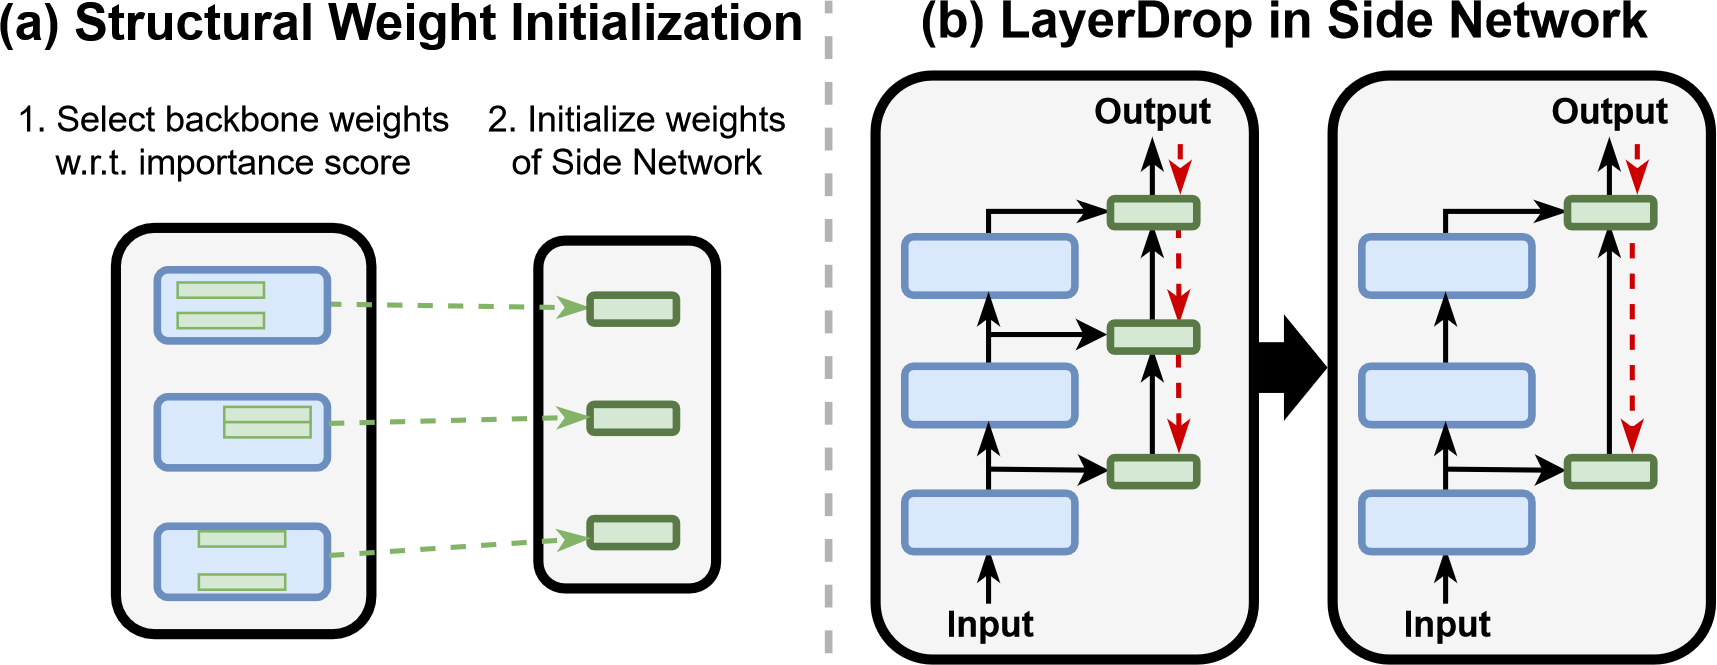 (a) Structural Weight Initialization
1. Select backbone weights
w.r.t. importance score
2. Initialize weights
of Side Network
(b) LayerDrop in Side Network
Output
Input
Output
Input